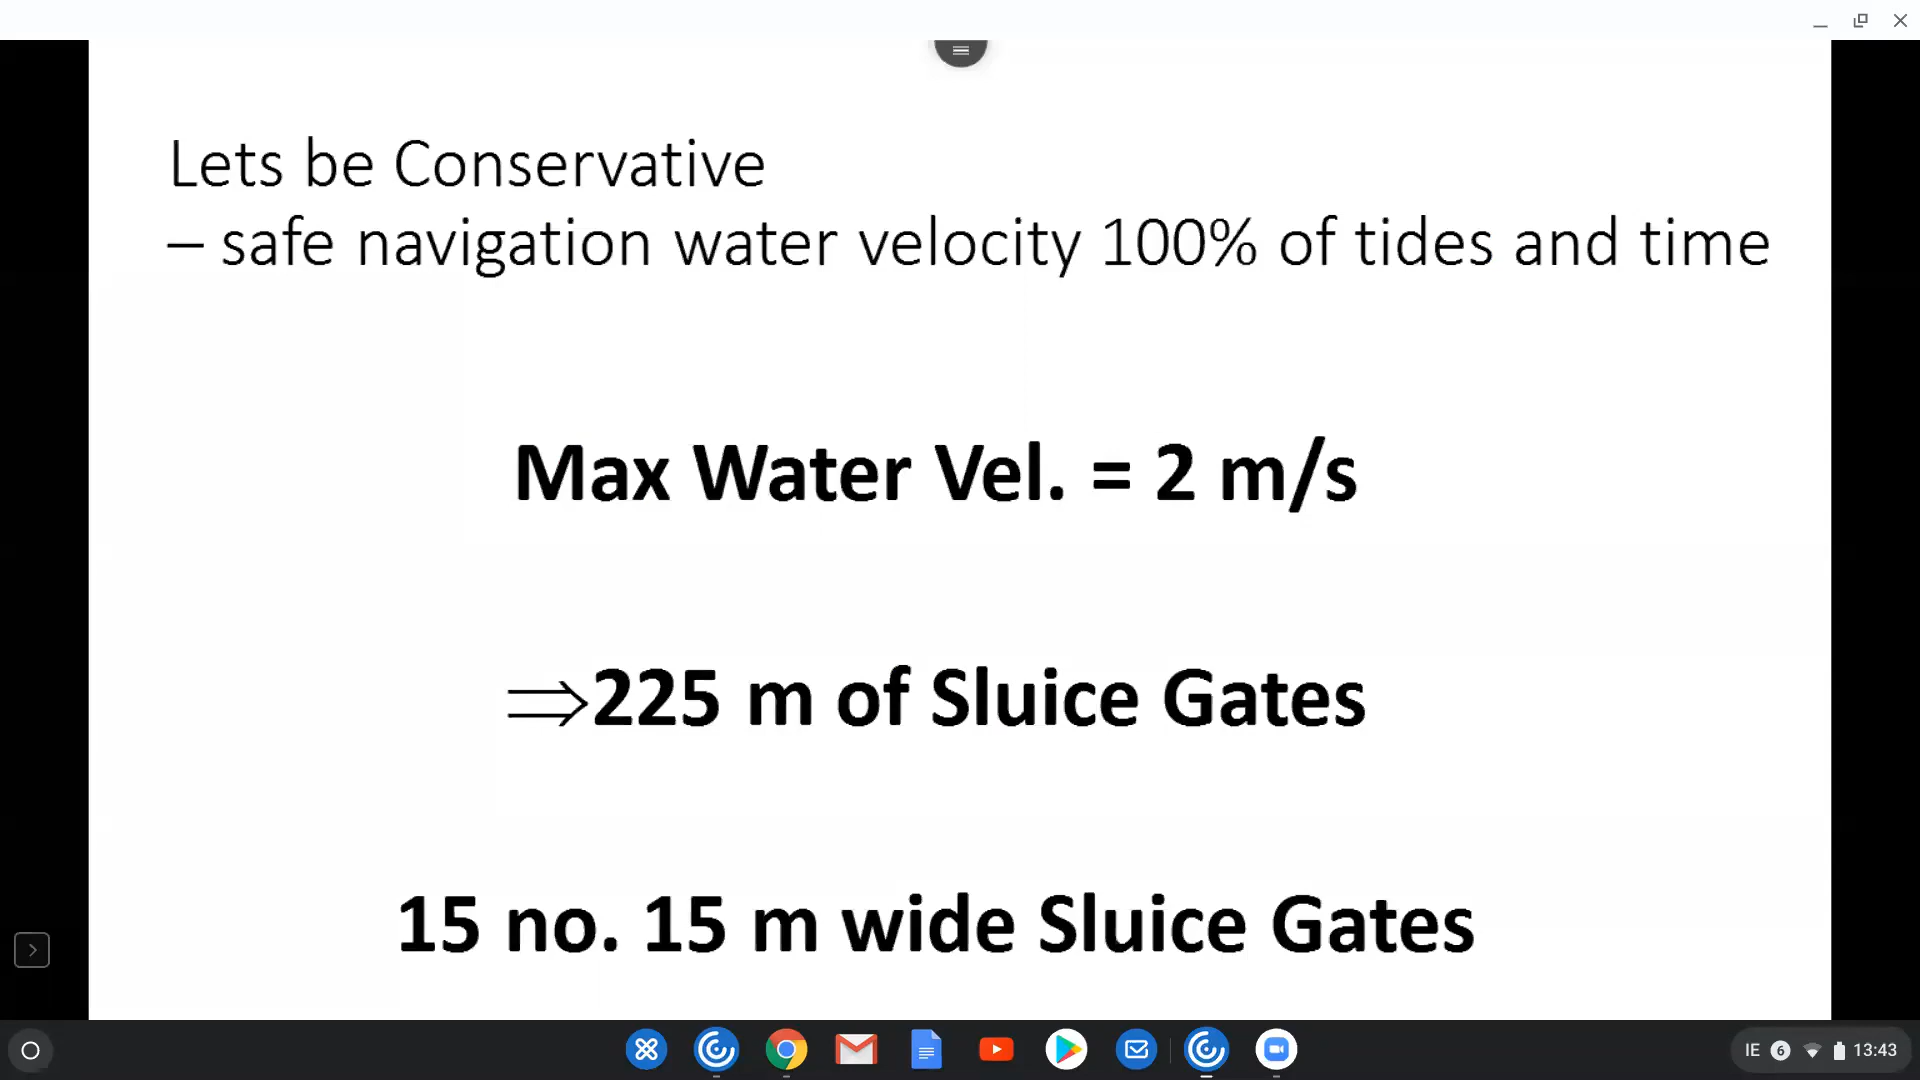 Lets be Conservative
– safe navigation water velocity 100% of tides and time
Max Water Vel. = 2 m/s
⇒225 m of Sluice Gates
15 no. 15 m wide Sluice Gates
IE 6 13:43